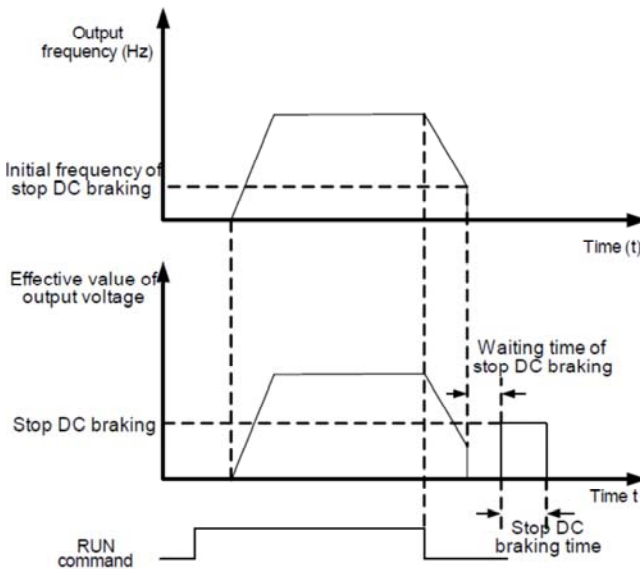 Output
frequency (Hz)
Initial frequency of
stop DC braking
Time (t)
Effective value of
output voltage
Waiting time of
stop DC braking
Stop DC braking
Time t
Stop DC
braking time
RUN
command